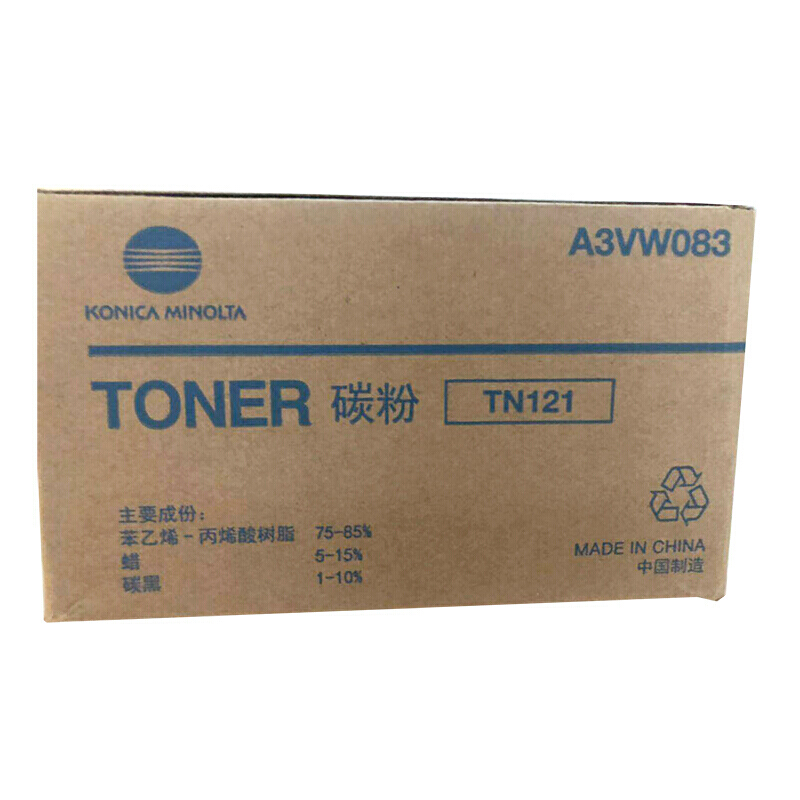 KONICA MINOLTA
A3VW083
TONER 碳粉 TN121
主要成份:
苯乙烯-丙烯酸树脂 75-85%
蜡 5-15%
碳黑 1-10%
MADE IN CHINA
中国制造